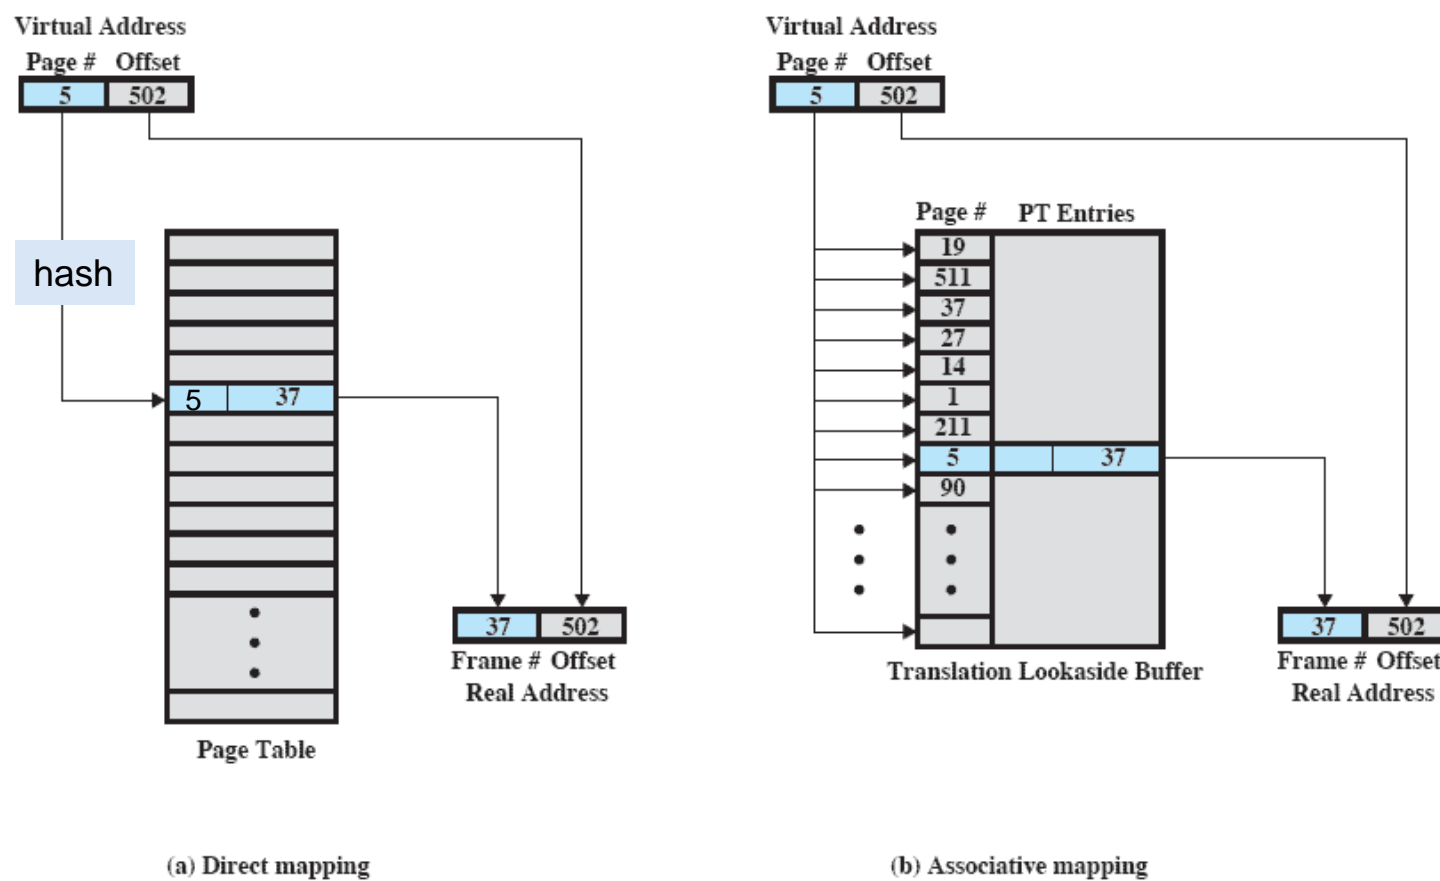 Virtual Address
Page # Offset
5 502
hash
5 37
37 502
Frame # Offset
Real Address
Page Table
(a) Direct mapping
Virtual Address
Page # Offset
5 502
Page # PT Entries
19
511
37
27
14
1
211
5 37
90
37 502
Frame # Offset
Real Address
Translation Lookaside Buffer
(b) Associative mapping